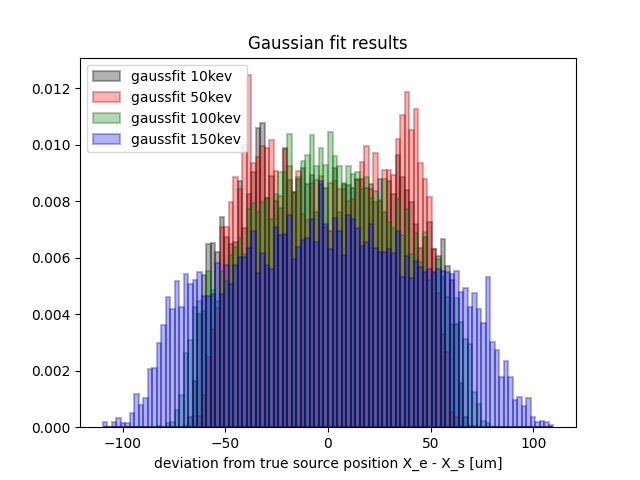 Gaussian fit results
gaussfit 10kev
gaussfit 50kev
gaussfit 100kev
gaussfit 150kev
0.012
0.010
0.008
0.006
0.004
0.002
0.000
−100 −50 0 50 100
deviation from true source position X_e - X_s [um]